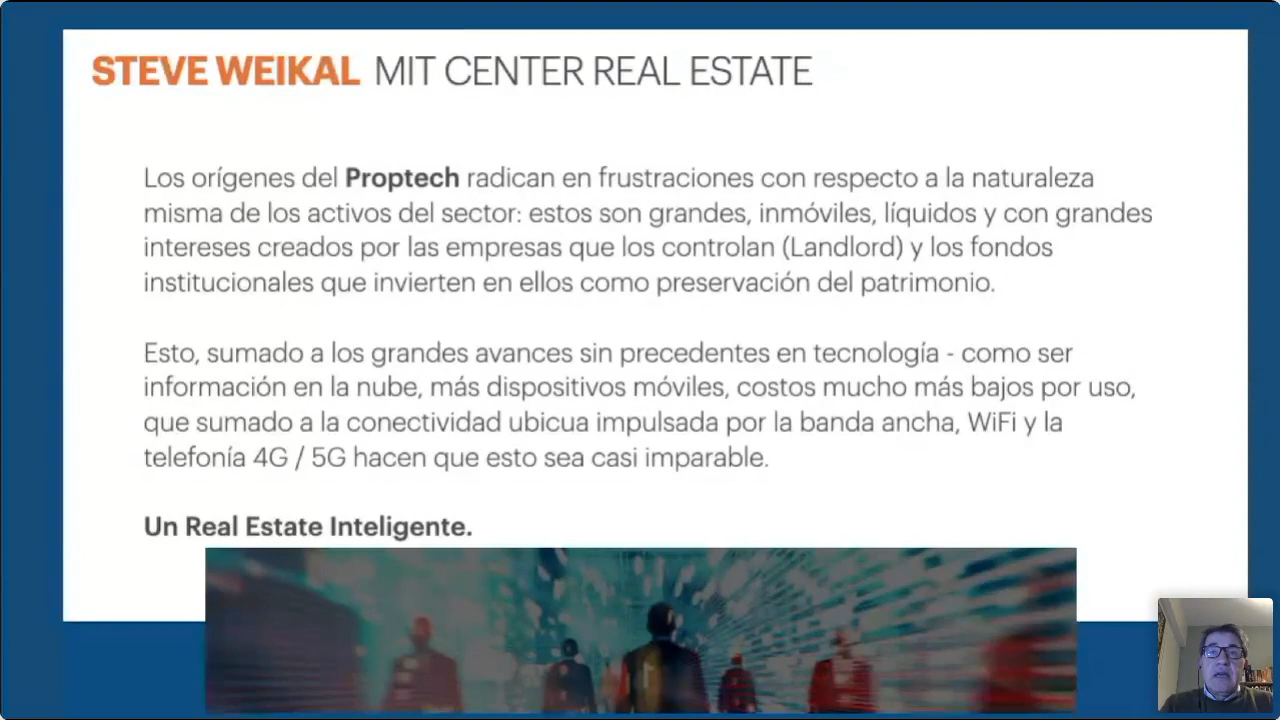 STEVE WEIKAL MIT CENTER REAL ESTATE
Los orígenes del Proptech radican en frustraciones con respecto a la naturaleza
misma de los activos del sector: estos son grandes, inmóviles, líquidos y con grandes
intereses creados por las empresas que los controlan (Landlord) y los fondos
institucionales que invierten en ellos como preservación del patrimonio.
Esto, sumado a los grandes avances sin precedentes en tecnología - como ser
información en la nube, más dispositivos móviles, costos mucho más bajos por uso,
que sumado a la conectividad ubicua impulsada por la banda ancha, WiFi y la
telefonía 4G / 5G hacen que esto sea casi imparable.
Un Real Estate Inteligente.